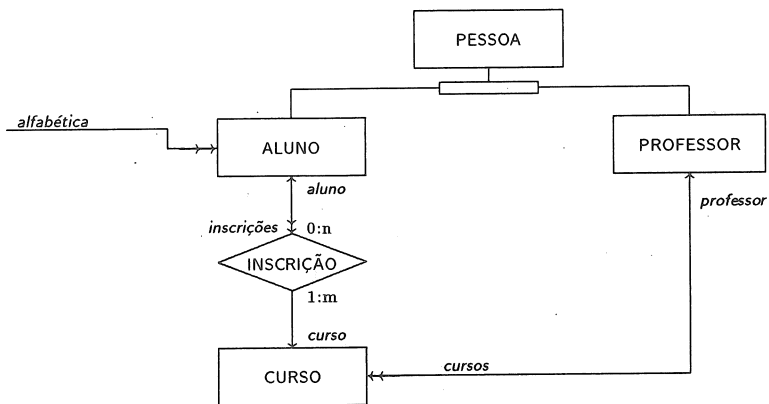 PESSOA
alfabética
ALUNO
PROFESSOR
aluno
professor
inscrições 0:n
INSCRIÇÃO
1:m
curso
CURSO
cursos